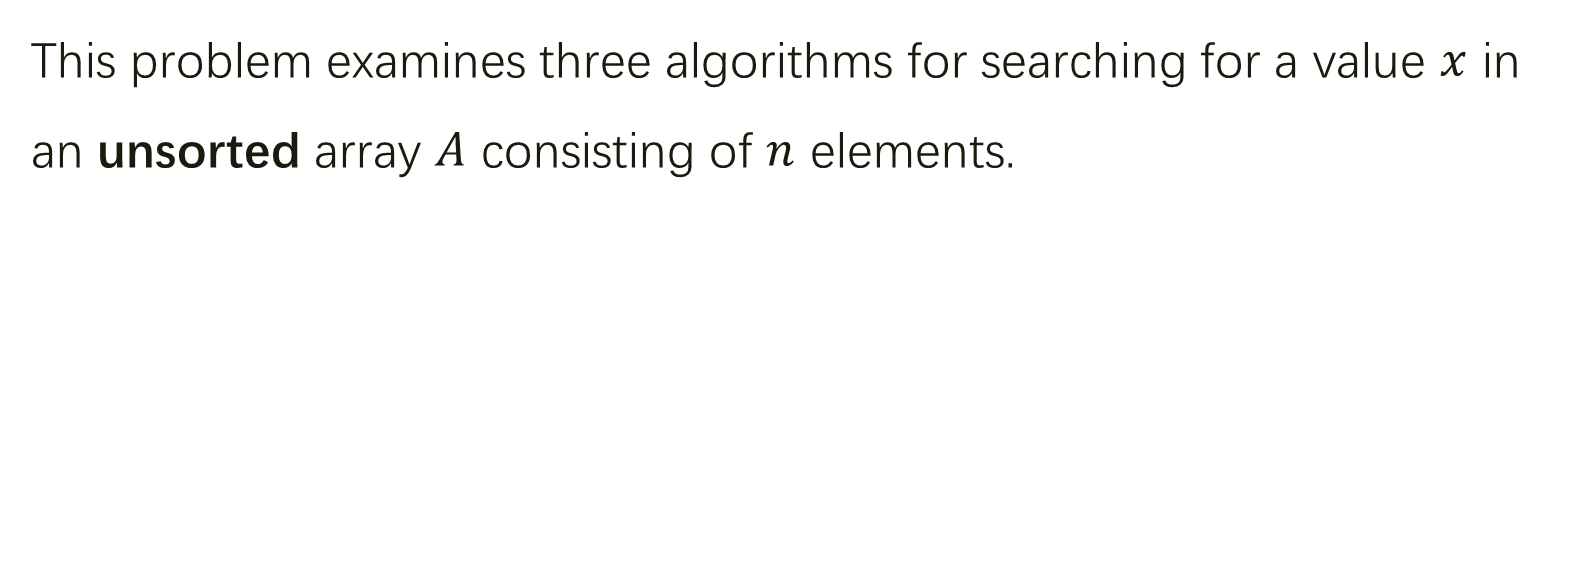 This problem examines three algorithms for searching for a value x in
an unsorted array A consisting of n elements.